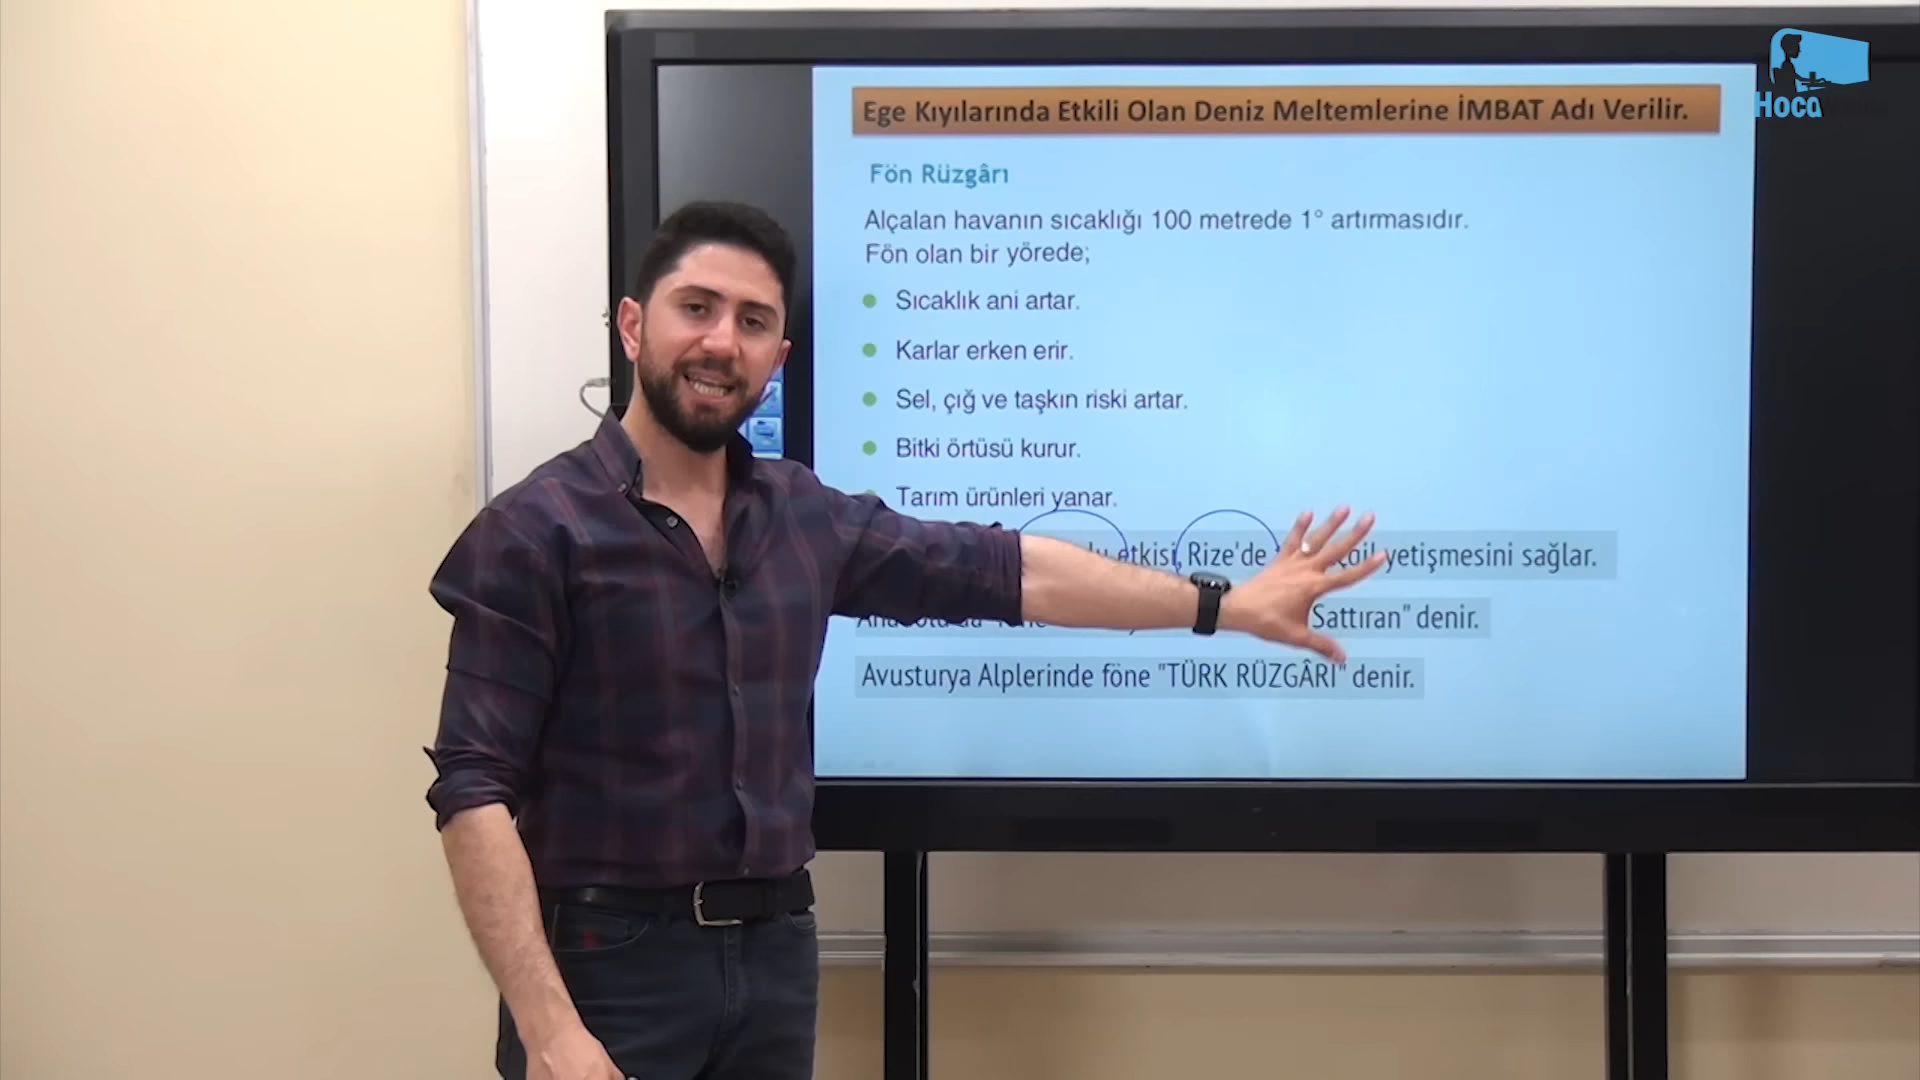 Hoca
Ege Kıyılarında Etkili Olan Deniz Meltemlerine İMBAT Adı Verilir.
Fön Rüzgârı
Alçalan havanın sıcaklığı 100 metrede 1° artırmasıdır.
Fön olan bir yörede;
Sıcaklık ani artar.
Karlar erken erir.
Sel, çığ ve taşkın riski artar.
Bitki örtüsü kurur.
Tarım ürünleri yanar.
etkisi, Rize'de yetişmesini sağlar.
Sattıran" denir.
Avusturya Alplerinde föne "TÜRK RÜZGÂRI" denir.